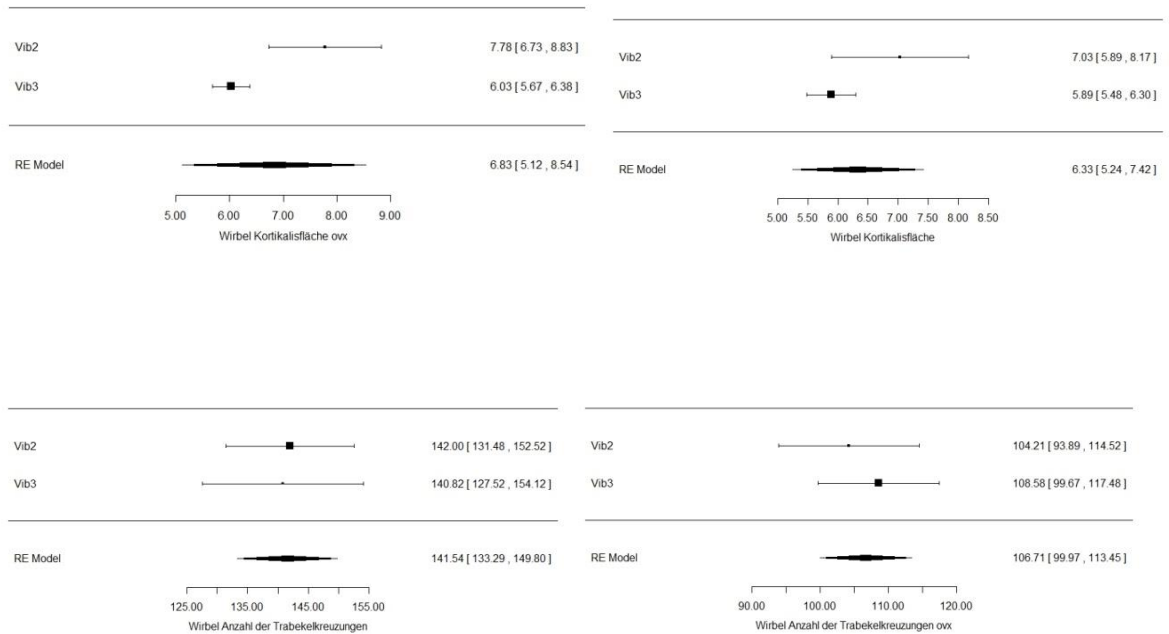 Vib2 7.78 [ 6.73 , 8.83 ]
Vib3 6.03 [ 5.67 , 6.38 ]
RE Model 6.83 [ 5.12 , 8.54 ]
5.00 6.00 7.00 8.00 9.00
Wirbel Kortikalisfläche ovx
Vib2 7.03 [ 5.89 , 8.17 ]
Vib3 5.89 [ 5.48 , 6.30 ]
RE Model 6.33 [ 5.24 , 7.42 ]
5.00 5.50 6.00 6.50 7.00 7.50 8.00 8.50
Wirbel Kortikalisfläche
Vib2 142.00 [ 131.48 , 152.52 ]
Vib3 140.82 [ 127.52 , 154.12 ]
RE Model 141.54 [ 133.29 , 149.80 ]
125.00 135.00 145.00 155.00
Wirbel Anzahl der Trabekelkreuzungen
Vib2 104.21 [ 93.89 , 114.52 ]
Vib3 108.58 [ 99.67 , 117.48 ]
RE Model 106.71 [ 99.97 , 113.45 ]
90.00 100.00 110.00 120.00
Wirbel Anzahl der Trabekelkreuzungen ovx